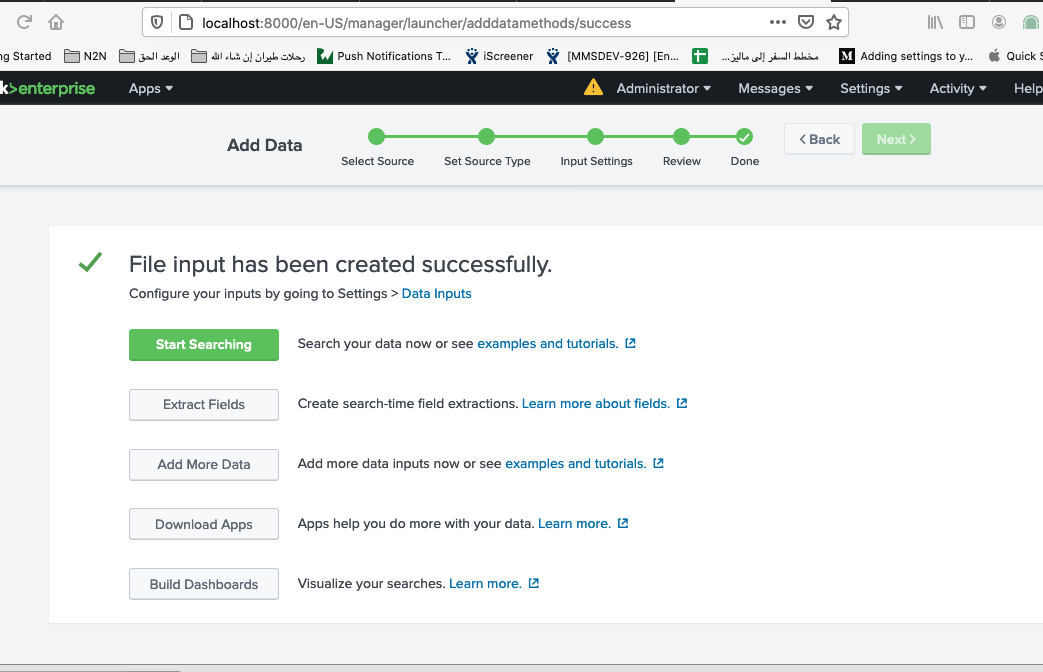 localhost:8000/en-US/manager/launcher/adddatamethods/success
ng Started N2N الوعد الحق رحلات طيران إن شاء الله Push Notifications T... iScreener [MMSDEV-926] [En... مخطط السفر إلى ماليز... Adding settings to y... Quick S
k>enterprise Apps Administrator Messages Settings Activity Help
Add Data
Select Source Set Source Type Input Settings Review Done
< Back Next >
File input has been created successfully.
Configure your inputs by going to Settings > Data Inputs
Start Searching Search your data now or see examples and tutorials.
Extract Fields Create search-time field extractions. Learn more about fields.
Add More Data Add more data inputs now or see examples and tutorials.
Download Apps Apps help you do more with your data. Learn more.
Build Dashboards Visualize your searches. Learn more.